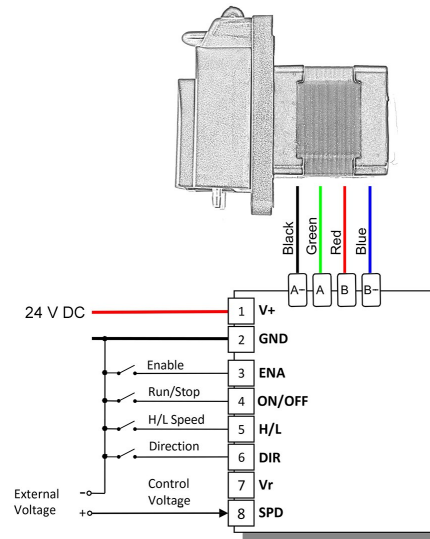 Black
Green
Red
Blue
A- A B B-
24 V DC 1 V+
2 GND
Enable 3 ENA
Run/Stop 4 ON/OFF
H/L Speed 5 H/L
Direction 6 DIR
7 Vr
External Voltage - +
Control Voltage 8 SPD